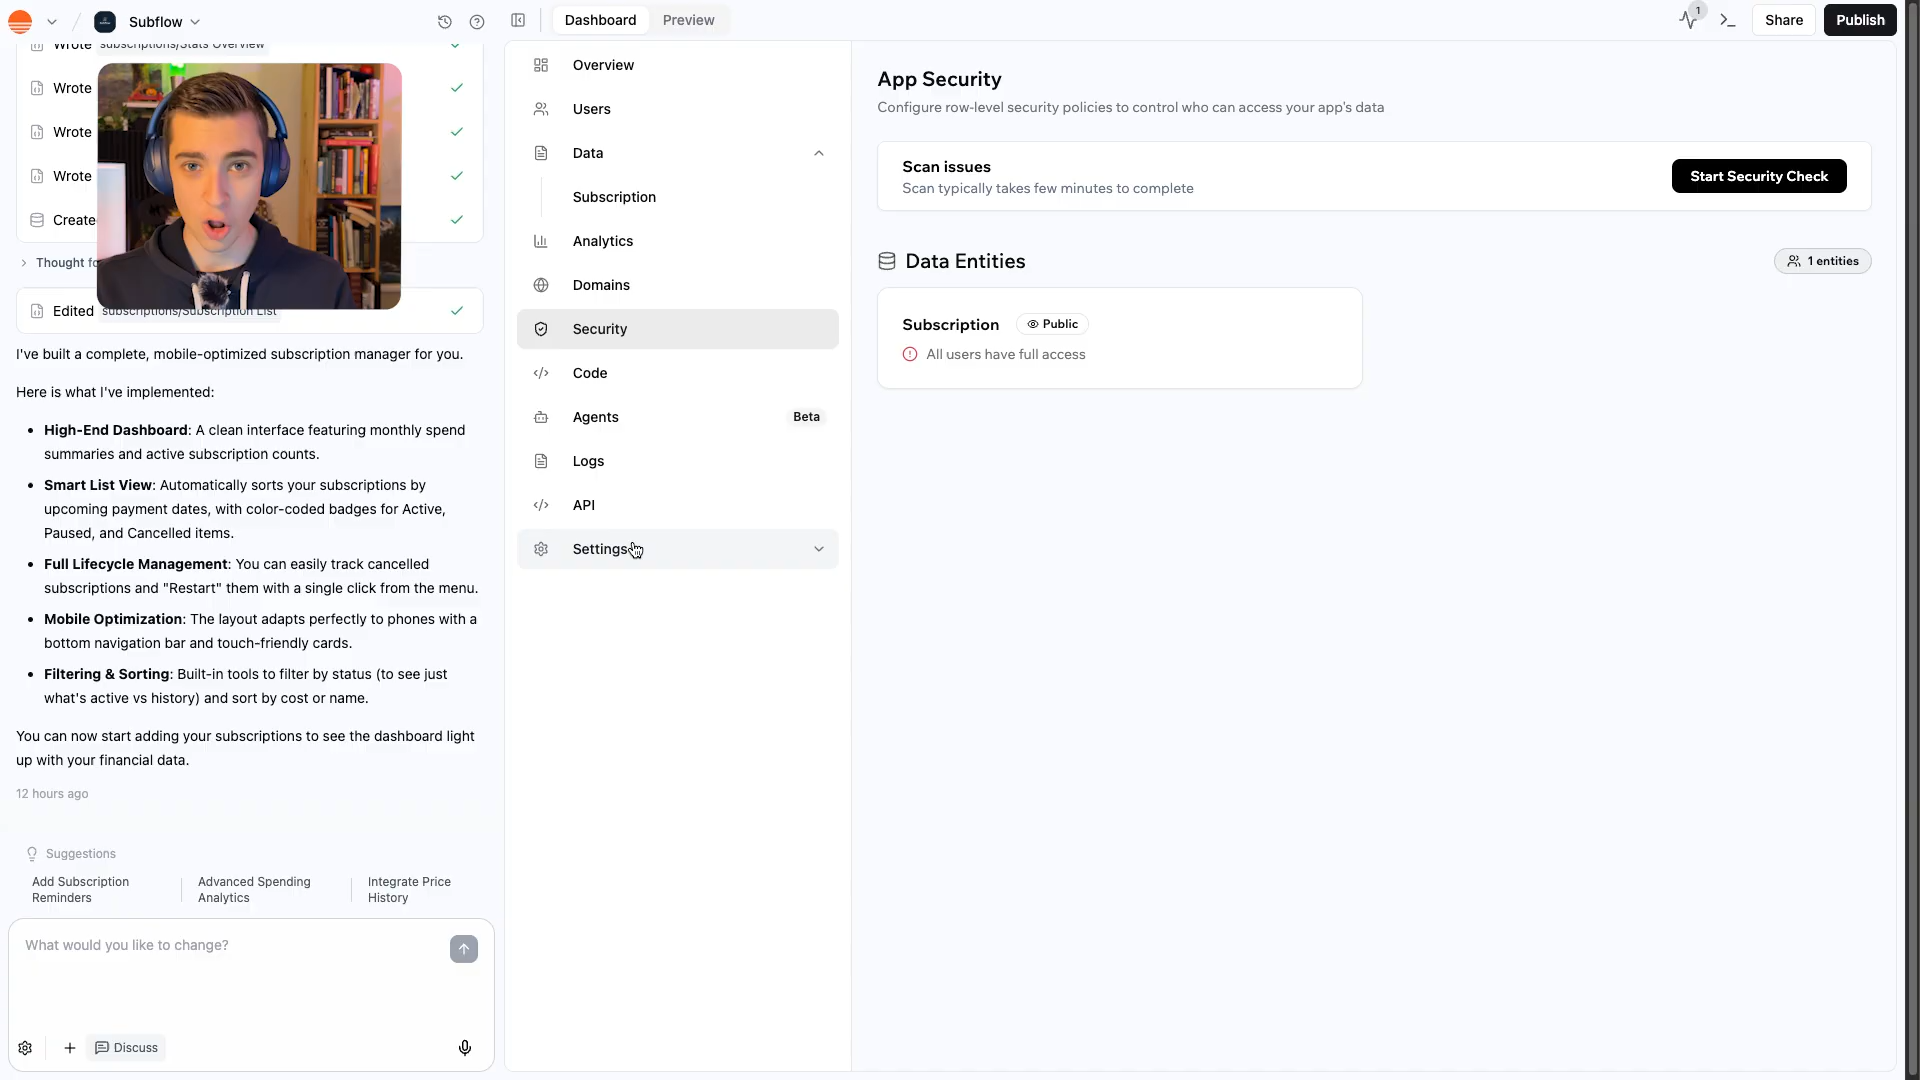 Subflow
Dashboard
Preview
1
Share
Publish
Wrote subscriptions/Stats Overview
Wrote
Wrote
Wrote
Create
Thought fo
Edited subscriptions/Subscription List
I've built a complete, mobile-optimized subscription manager for you.
Here is what I've implemented:
• High-End Dashboard: A clean interface featuring monthly spend
summaries and active subscription counts.
• Smart List View: Automatically sorts your subscriptions by
upcoming payment dates, with color-coded badges for Active,
Paused, and Cancelled items.
• Full Lifecycle Management: You can easily track cancelled
subscriptions and "Restart" them with a single click from the menu.
• Mobile Optimization: The layout adapts perfectly to phones with a
bottom navigation bar and touch-friendly cards.
• Filtering & Sorting: Built-in tools to filter by status (to see just
what's active vs history) and sort by cost or name.
You can now start adding your subscriptions to see the dashboard light
up with your financial data.
12 hours ago
Suggestions
Add Subscription
Reminders
Advanced Spending
Analytics
Integrate Price
History
What would you like to change?
Discuss
Overview
Users
Data
Subscription
Analytics
Domains
Security
Code
Agents Beta
Logs
API
Settings
App Security
Configure row-level security policies to control who can access your app's data
Scan issues
Scan typically takes few minutes to complete
Start Security Check
Data Entities
1 entities
Subscription Public
All users have full access